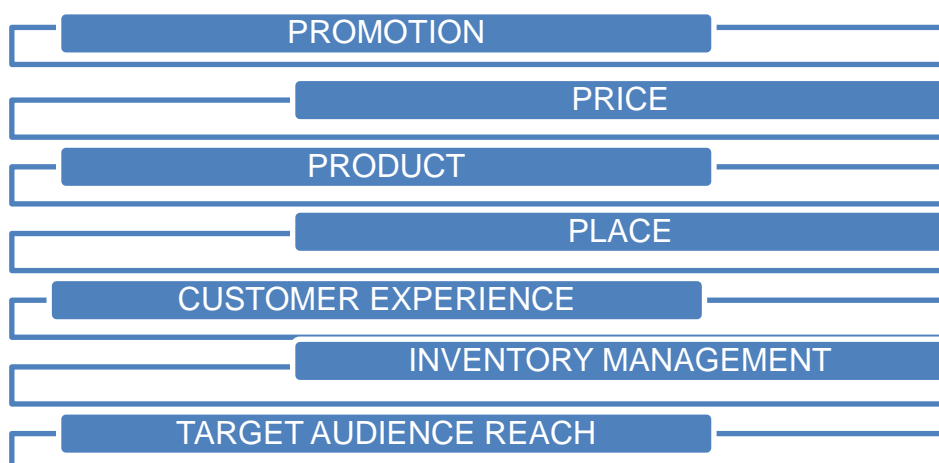 PROMOTION
PRICE
PRODUCT
PLACE
CUSTOMER EXPERIENCE
INVENTORY MANAGEMENT
TARGET AUDIENCE REACH